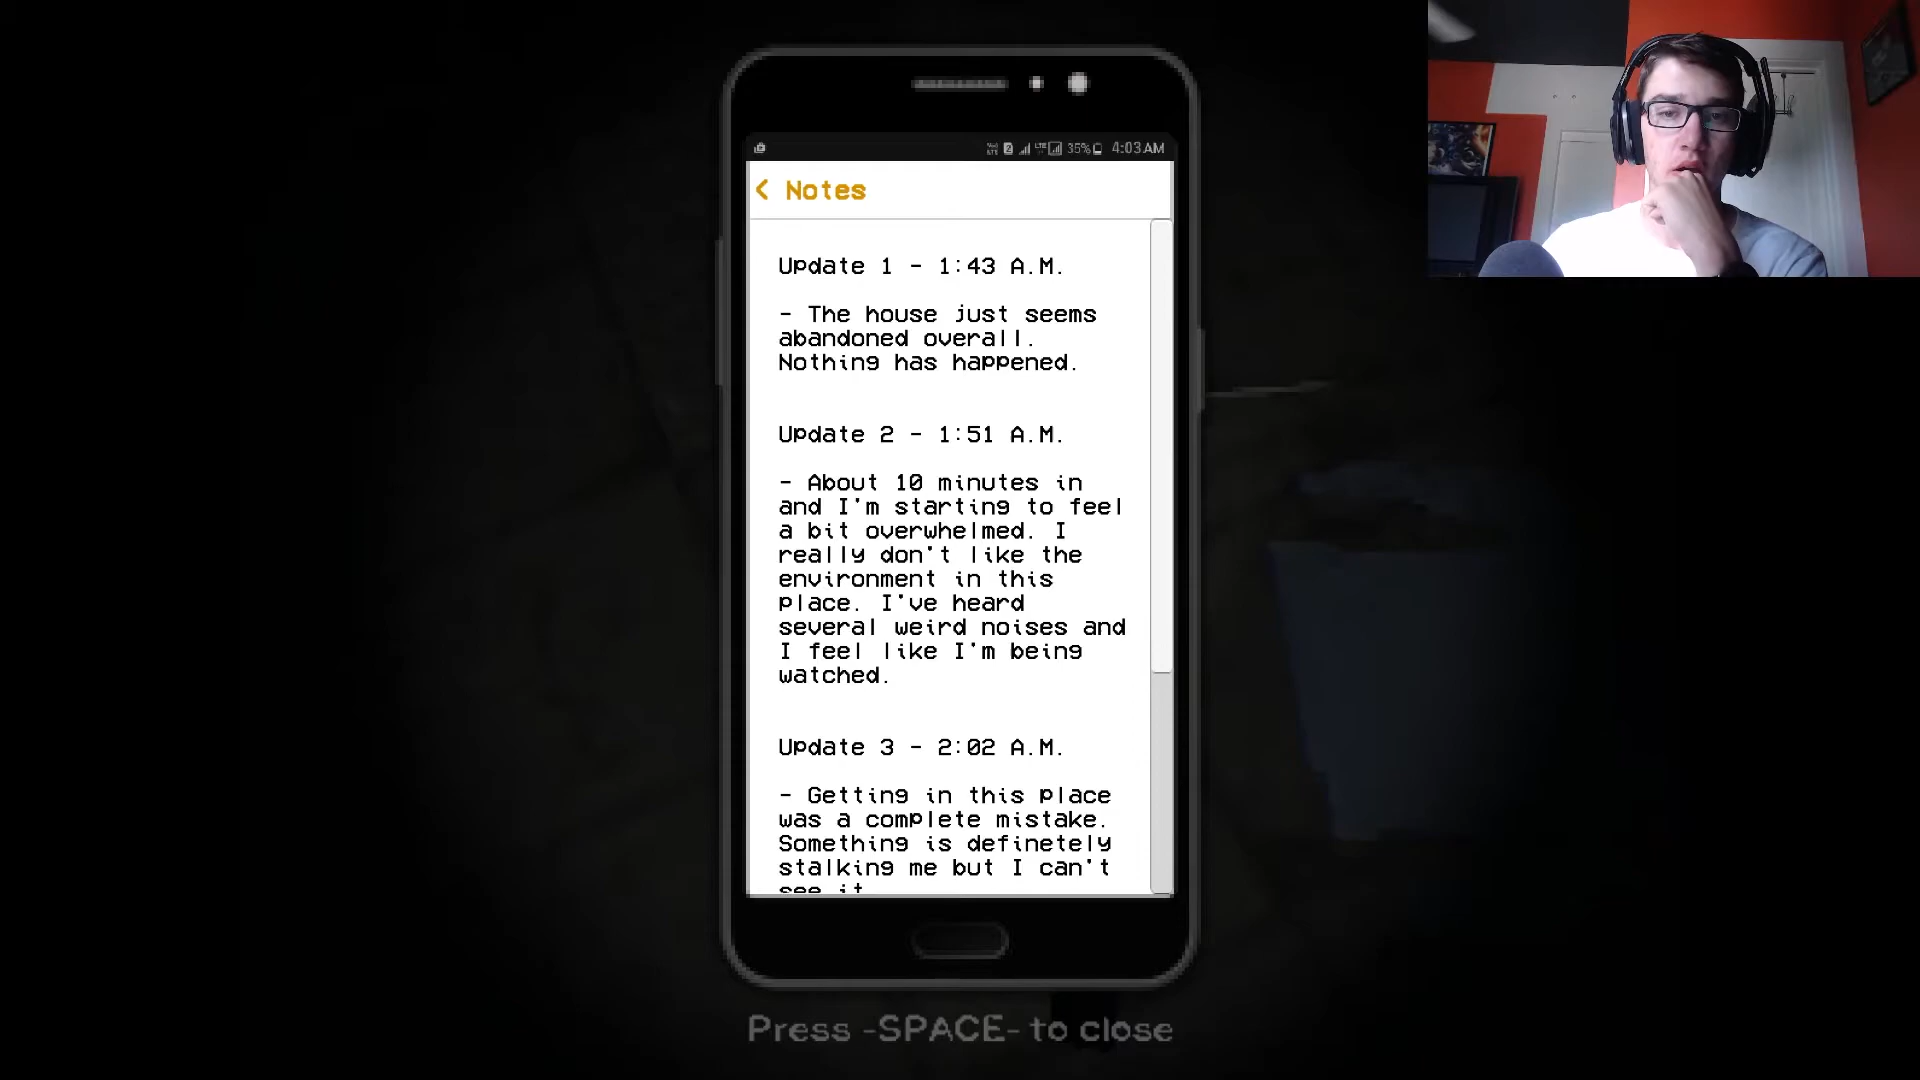 35% 4:03 AM
< Notes
Update 1 - 1:43 A.M.
- The house just seems
abandoned overall.
Nothing has happened.
Update 2 - 1:51 A.M.
- About 10 minutes in
and I'm starting to feel
a bit overwhelmed. I
really don't like the
environment in this
place. I've heard
several weird noises and
I feel like I'm being
watched.
Update 3 - 2:02 A.M.
- Getting in this place
was a complete mistake.
Something is definetely
stalking me but I can't
see it
Press -SPACE- to close